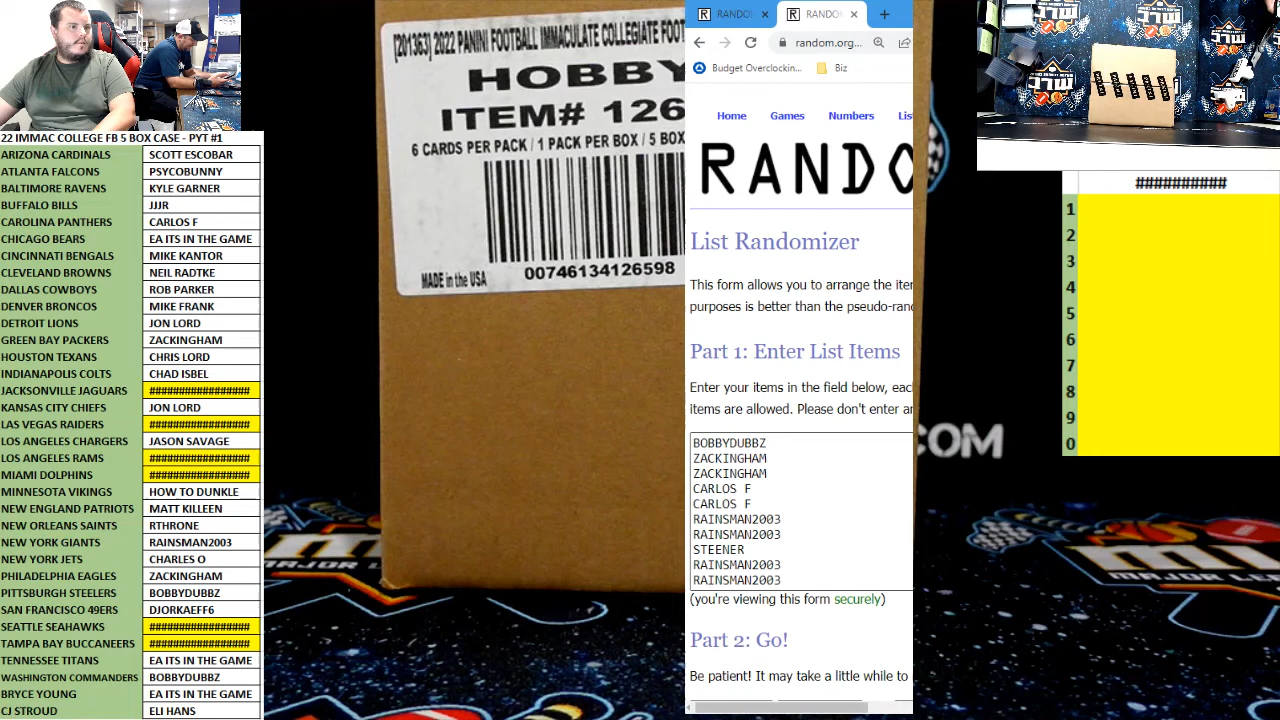 22 IMMAC COLLEGE FB 5 BOX CASE - PYT #1
ARIZONA CARDINALS SCOTT ESCOBAR
ATLANTA FALCONS PSYCOBUNNY
BALTIMORE RAVENS KYLE GARNER
BUFFALO BILLS JJJR
CAROLINA PANTHERS CARLOS F
CHICAGO BEARS EA ITS IN THE GAME
CINCINNATI BENGALS MIKE KANTOR
CLEVELAND BROWNS NEIL RADTKE
DALLAS COWBOYS ROB PARKER
DENVER BRONCOS MIKE FRANK
DETROIT LIONS JON LORD
GREEN BAY PACKERS ZACKINGHAM
HOUSTON TEXANS CHRIS LORD
INDIANAPOLIS COLTS CHAD ISBEL
JACKSONVILLE JAGUARS #################
KANSAS CITY CHIEFS JON LORD
LAS VEGAS RAIDERS #################
LOS ANGELES CHARGERS JASON SAVAGE
LOS ANGELES RAMS #################
MIAMI DOLPHINS #################
MINNESOTA VIKINGS HOW TO DUNKLE
NEW ENGLAND PATRIOTS MATT KILLEEN
NEW ORLEANS SAINTS RTHRONE
NEW YORK GIANTS RAINSMAN2003
NEW YORK JETS CHARLES O
PHILADELPHIA EAGLES ZACKINGHAM
PITTSBURGH STEELERS BOBBYDUBBZ
SAN FRANCISCO 49ERS DJORKAEFF6
SEATTLE SEAHAWKS #################
TAMPA BAY BUCCANEERS #################
TENNESSEE TITANS EA ITS IN THE GAME
WASHINGTON COMMANDERS BOBBYDUBBZ
BRYCE YOUNG EA ITS IN THE GAME
CJ STROUD ELI HANS
[201363] 2022 PANINI FOOTBALL IMMACULATE COLLEGIATE FOOT
HOBBY
ITEM# 126
6 CARDS PER PACK / 1 PACK PER BOX / 5 BOX
MADE in the USA
00746134126598
RANDO
RANDO
random.org...
Budget Overclockin...
Biz
Home Games Numbers Lis
RANDO
List Randomizer
This form allows you to arrange the iter
purposes is better than the pseudo-ran
Part 1: Enter List Items
Enter your items in the field below, eac
items are allowed. Please don't enter ar
BOBBYDUBBZ
ZACKINGHAM
ZACKINGHAM
CARLOS F
CARLOS F
RAINSMAN2003
RAINSMAN2003
STEENER
RAINSMAN2003
RAINSMAN2003
(you're viewing this form securely)
Part 2: Go!
Be patient! It may take a little while to
COM
##########
1
2
3
4
5
6
7
8
9
0